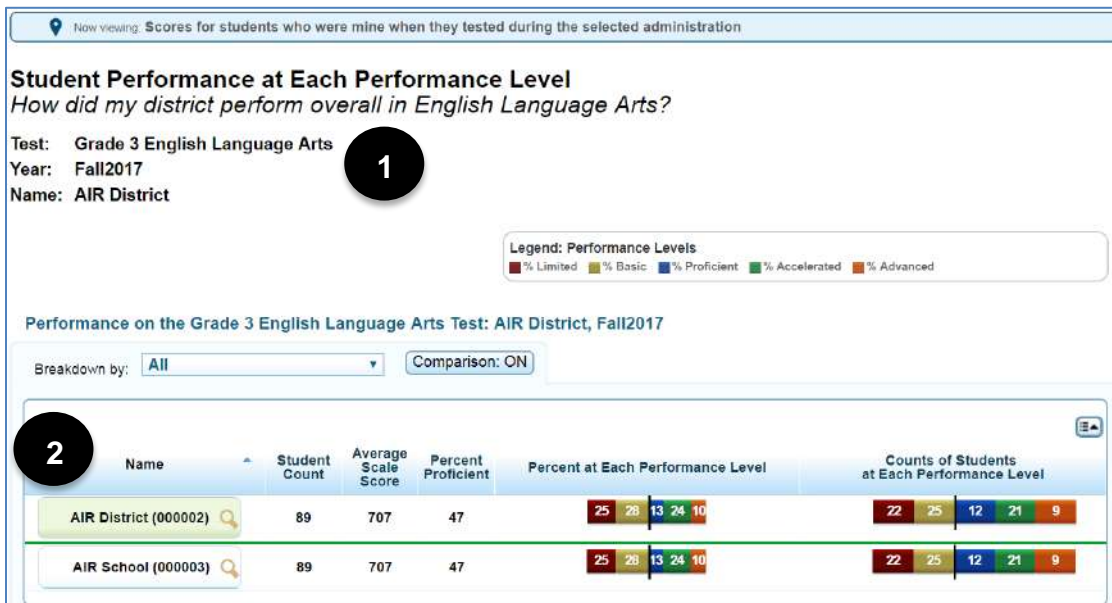 Now viewing: Scores for students who were mine when they tested during the selected administration
Student Performance at Each Performance Level
How did my district perform overall in English Language Arts?
Test: Grade 3 English Language Arts
Year: Fall2017
Name: AIR District
1
Legend: Performance Levels
% Limited % Basic % Proficient % Accelerated % Advanced
Performance on the Grade 3 English Language Arts Test: AIR District, Fall2017
Breakdown by: All Comparison: ON
2
Name Student Count Average Scale Score Percent Proficient Percent at Each Performance Level Counts of Students at Each Performance Level
AIR District (000002) 89 707 47 25 28 13 24 10 22 25 12 21 9
AIR School (000003) 89 707 47 25 28 13 24 10 22 25 12 21 9